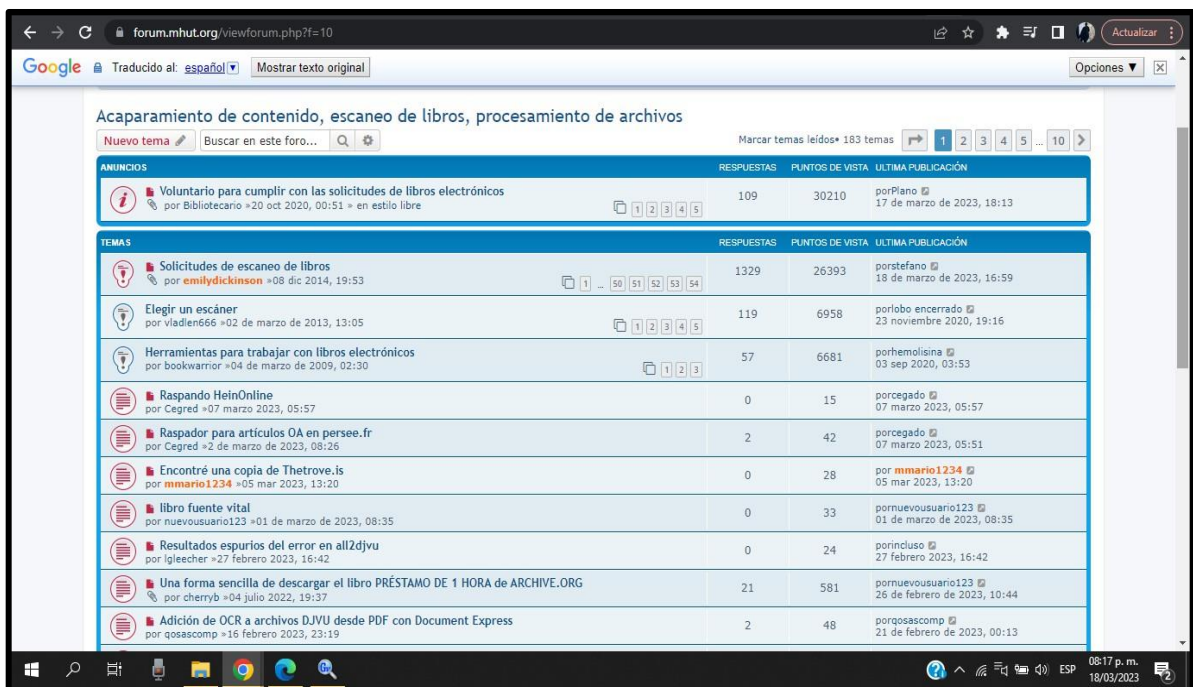 forum.mhut.org/viewforum.php?f=10
Actualizar
Google Traducido al: español Mostrar texto original
Opciones
Acaparamiento de contenido, escaneo de libros, procesamiento de archivos
Nuevo tema
Buscar en este foro...
Marcar temas leídos• 183 temas 1 2 3 4 5 ... 10
ANUNCIOS RESPUESTAS PUNTOS DE VISTA ULTIMA PUBLICACIÓN
Voluntario para cumplir con las solicitudes de libros electrónicos
por Bibliotecario »20 oct 2020, 00:51 » en estilo libre
1 2 3 4 5
109 30210
porPlano
17 de marzo de 2023, 18:13
TEMAS RESPUESTAS PUNTOS DE VISTA ULTIMA PUBLICACIÓN
Solicitudes de escaneo de libros
por emilydickinson »08 dic 2014, 19:53
1 ... 50 51 52 53 54
1329 26393
porstefano
18 de marzo de 2023, 16:59
Elegir un escáner
por vladlen666 »02 de marzo de 2013, 13:05
1 2 3 4 5
119 6958
porlobo encerrado
23 noviembre 2020, 19:16
Herramientas para trabajar con libros electrónicos
por bookwarrior »04 de marzo de 2009, 02:30
1 2 3
57 6681
porhemolisina
03 sep 2020, 03:53
Raspando HeinOnline
por Cegred »07 marzo 2023, 05:57
0 15
porcegado
07 marzo 2023, 05:57
Raspador para artículos OA en persee.fr
por Cegred »2 de marzo de 2023, 08:26
2 42
porcegado
07 marzo 2023, 05:51
Encontré una copia de Thetrove.is
por mmario1234 »05 mar 2023, 13:20
0 28
por mmario1234
05 mar 2023, 13:20
libro fuente vital
por nuevousuario123 »01 de marzo de 2023, 08:35
0 33
pornuevousuario123
01 de marzo de 2023, 08:35
Resultados espurios del error en all2djvu
por lgleecher »27 febrero 2023, 16:42
0 24
porincluso
27 febrero 2023, 16:42
Una forma sencilla de descargar el libro PRÉSTAMO DE 1 HORA de ARCHIVE.ORG
por cherryb »04 julio 2022, 19:37
21 581
pornuevousuario123
26 de febrero de 2023, 10:44
Adición de OCR a archivos DJVU desde PDF con Document Express
por qosascomp »16 febrero 2023, 23:19
2 48
porqosascomp
21 de febrero de 2023, 00:13
ESP
08:17 p. m.
18/03/2023
2